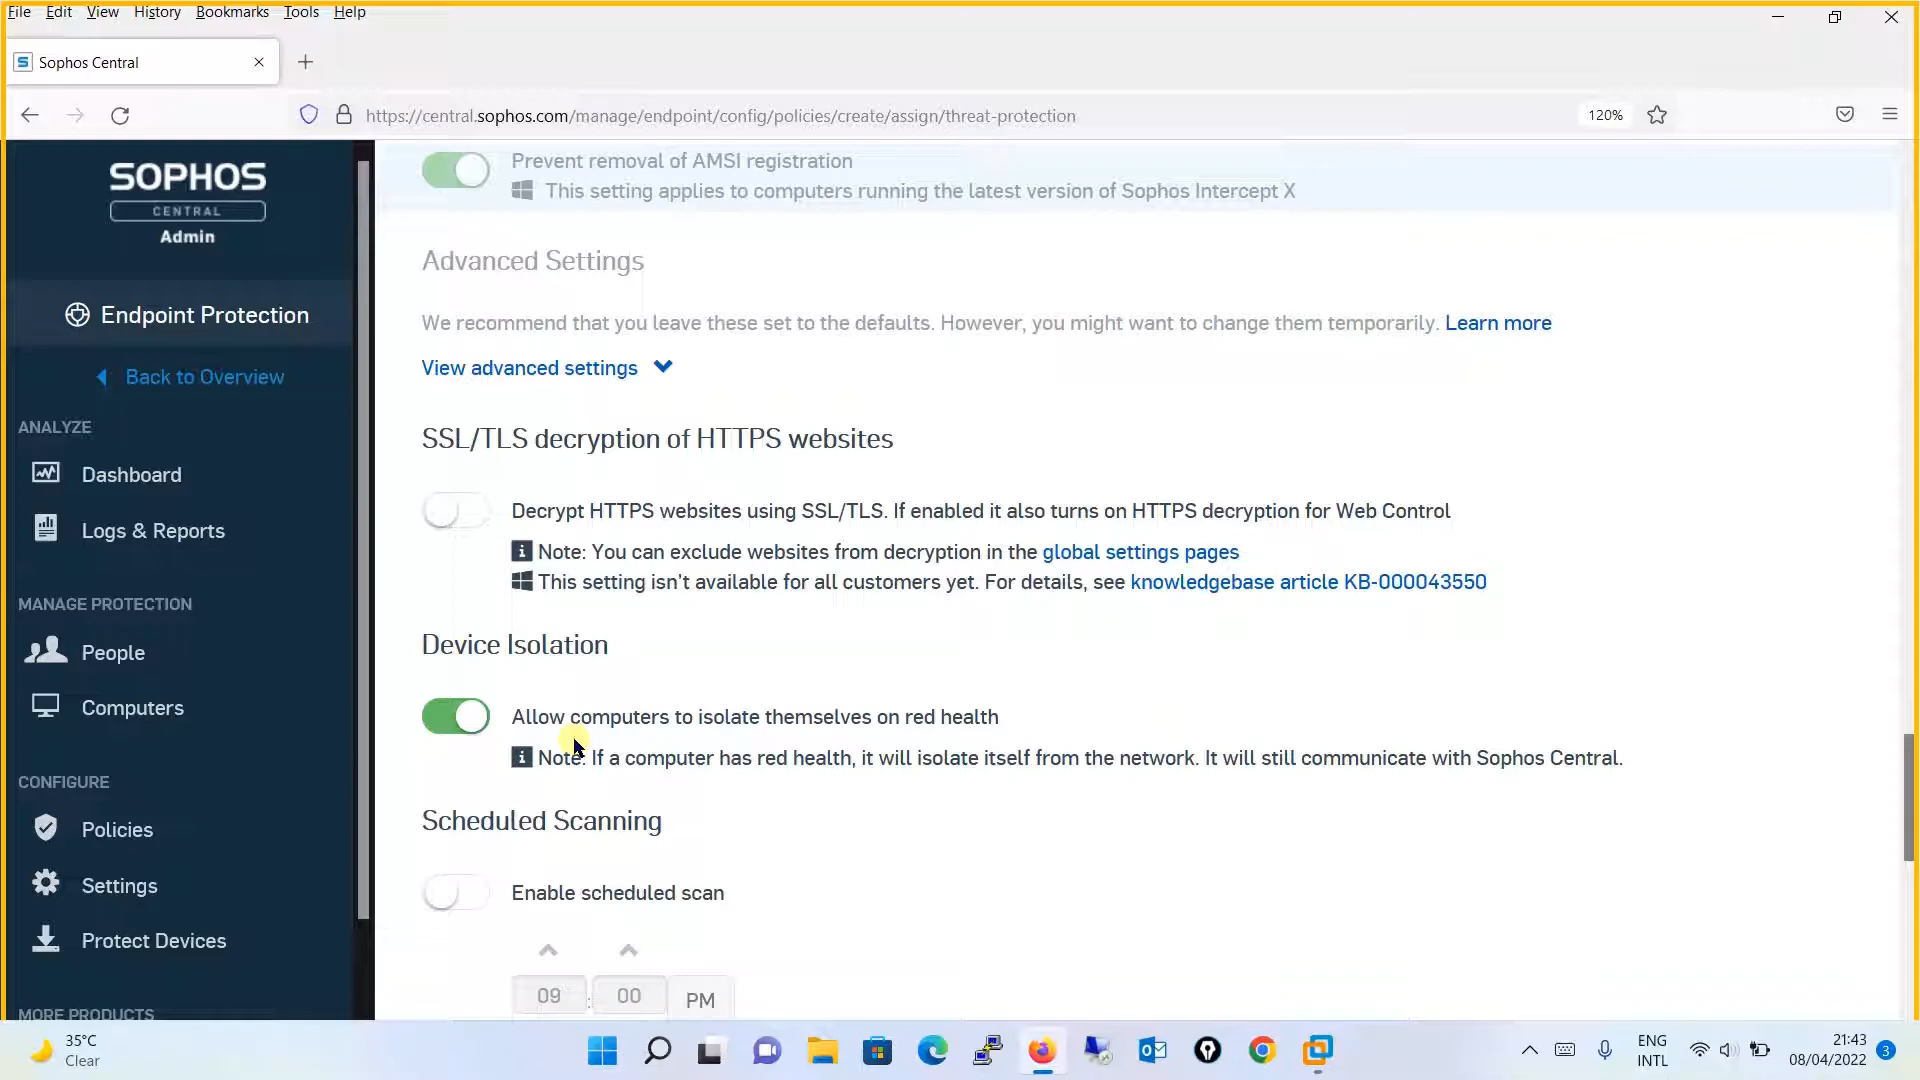 File Edit View History Bookmarks Tools Help
Sophos Central
https://central.sophos.com/manage/endpoint/config/policies/create/assign/threat-protection
120%
SOPHOS
CENTRAL
Admin
Endpoint Protection
Back to Overview
ANALYZE
Dashboard
Logs & Reports
MANAGE PROTECTION
People
Computers
CONFIGURE
Policies
Settings
Protect Devices
MORE PRODUCTS
Prevent removal of AMSI registration
This setting applies to computers running the latest version of Sophos Intercept X
Advanced Settings
We recommend that you leave these set to the defaults. However, you might want to change them temporarily. Learn more
View advanced settings
SSL/TLS decryption of HTTPS websites
Decrypt HTTPS websites using SSL/TLS. If enabled it also turns on HTTPS decryption for Web Control
Note: You can exclude websites from decryption in the global settings pages
This setting isn't available for all customers yet. For details, see knowledgebase article KB-000043550
Device Isolation
Allow computers to isolate themselves on red health
Note: If a computer has red health, it will isolate itself from the network. It will still communicate with Sophos Central.
Scheduled Scanning
Enable scheduled scan
09 : 00 PM
35°C
Clear
ENG
INTL
21:43
08/04/2022
3